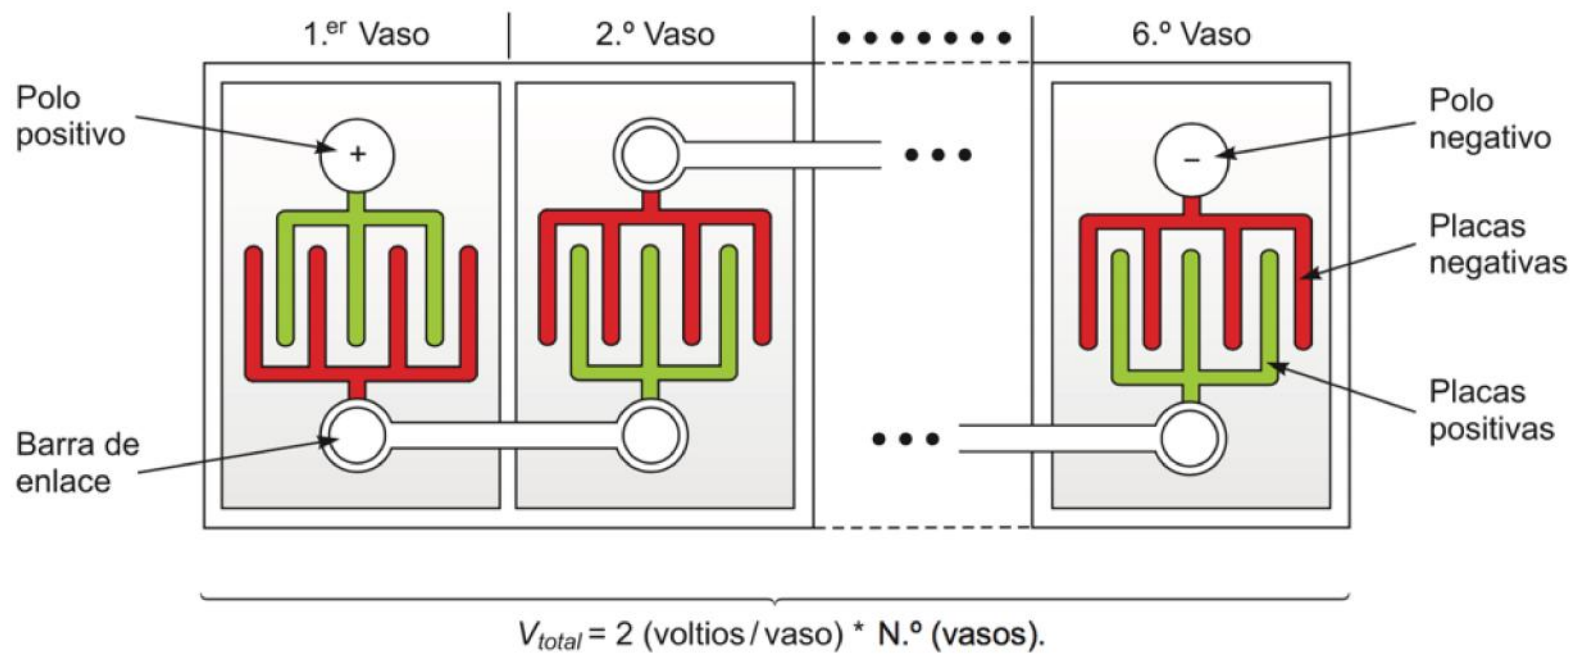 1.er Vaso
2.º Vaso
6.º Vaso
Polo
positivo
+
–
Polo
negativo
Placas
negativas
Placas
positivas
Barra de
enlace
Vtotal = 2 (voltios/vaso) * N.º (vasos).